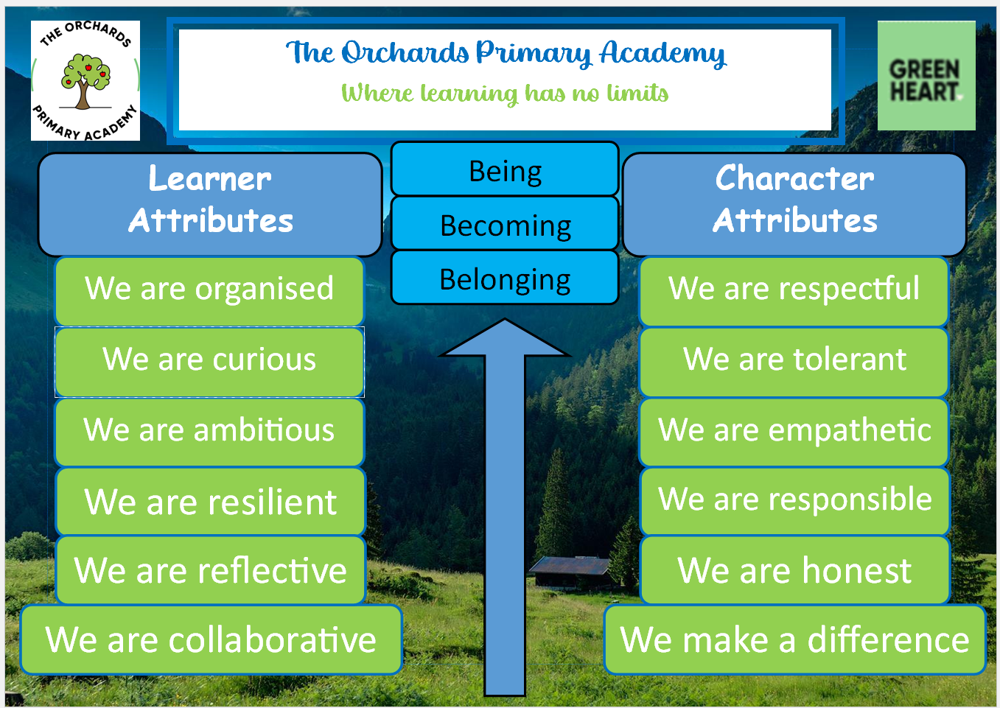 THE ORCHARDS
PRIMARY ACADEMY
The Orchards Primary Academy
Where learning has no limits
GREEN
HEART.
Learner
Attributes
We are organised
We are curious
We are ambitious
We are resilient
We are reflective
We are collaborative
Being
Becoming
Belonging
Character
Attributes
We are respectful
We are tolerant
We are empathetic
We are responsible
We are honest
We make a difference